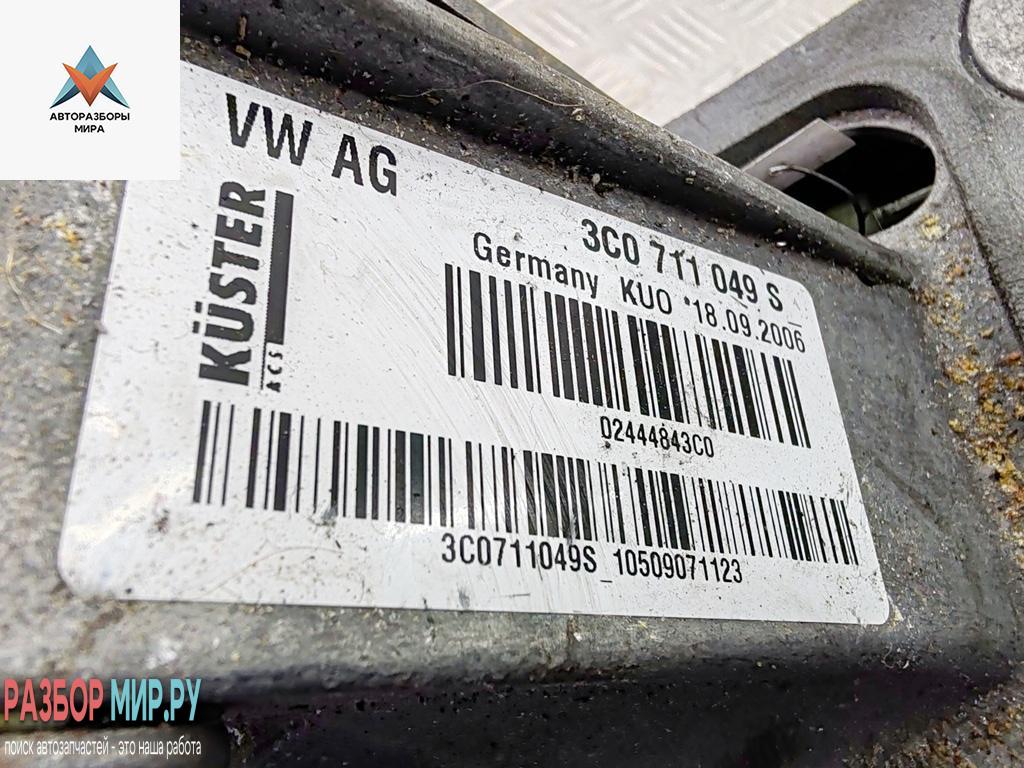 АВТОРАЗБОРЫ
МИРА
VW AG
KÜSTER
ACS
3C0 711 049 S
Germany KUO 18.09.2006
02444843C0
3C0711049S_10509071123
РАЗБОР МИР.РУ
поиск автозапчастей - это наша работа